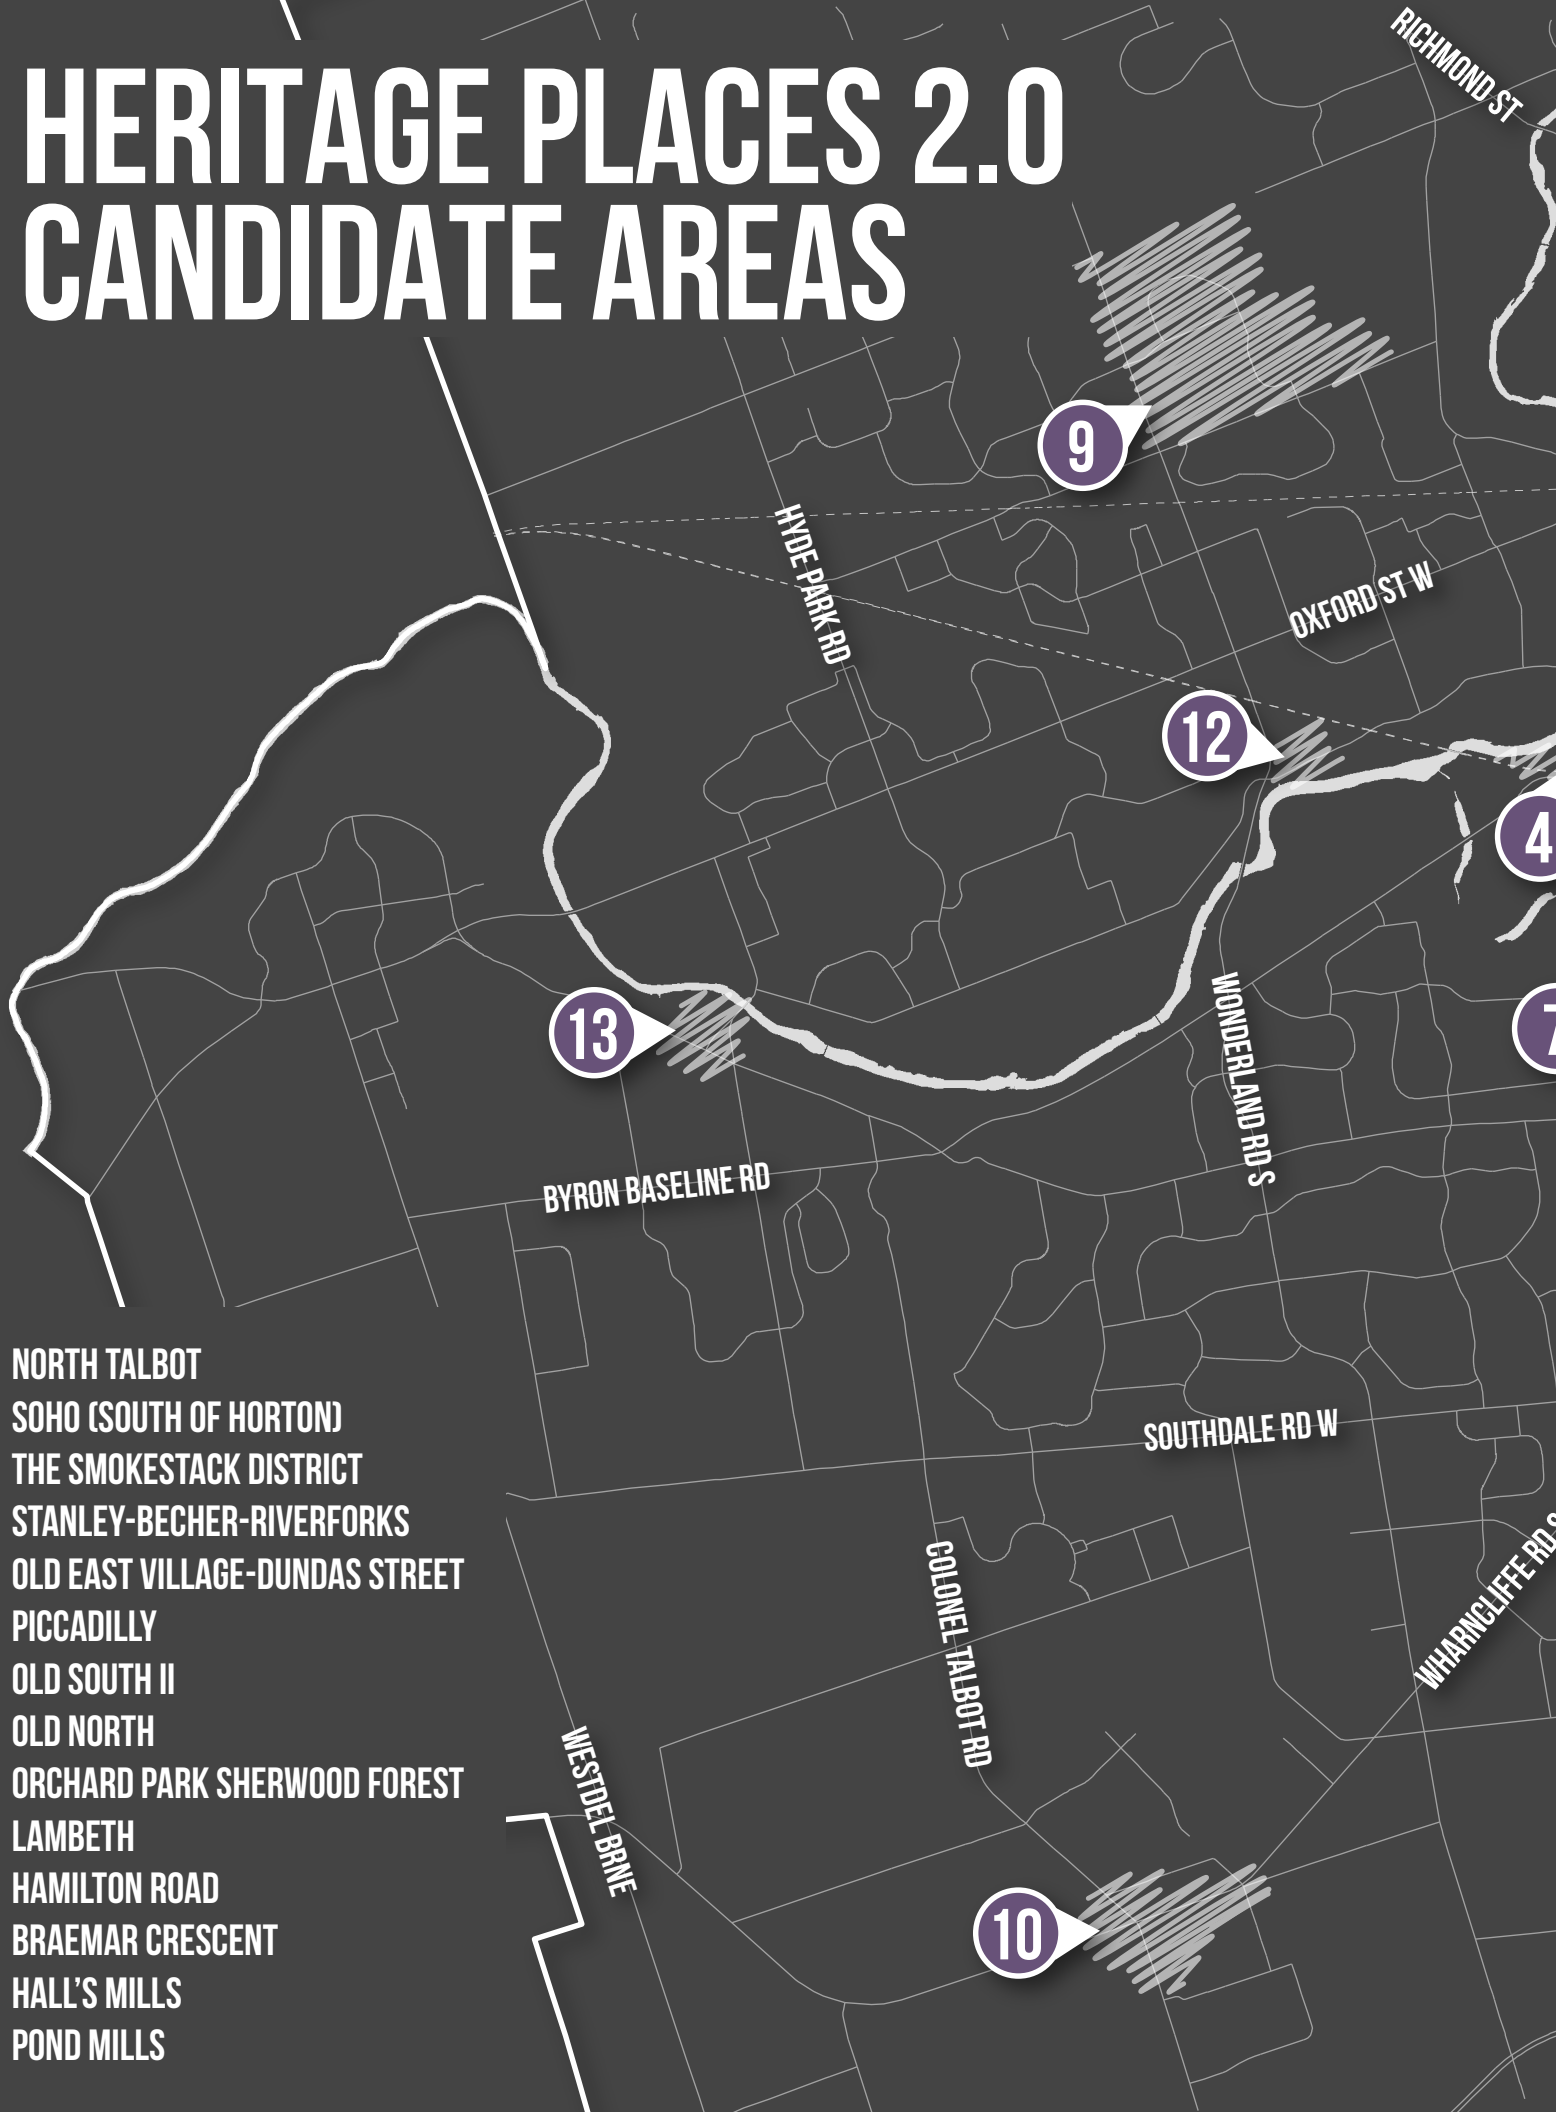 HERITAGE PLACES 2.0
CANDIDATE AREAS
RICHMOND ST
9
HYDE PARK RD
OXFORD ST W
12
4
13
7
WONDERLAND RD S
BYRON BASELINE RD
NORTH TALBOT
SOHO (SOUTH OF HORTON)
THE SMOKESTACK DISTRICT
STANLEY-BECHER-RIVERFORKS
OLD EAST VILLAGE-DUNDAS STREET
PICCADILLY
OLD SOUTH II
OLD NORTH
ORCHARD PARK SHERWOOD FOREST
LAMBETH
HAMILTON ROAD
BRAEMAR CRESCENT
HALL'S MILLS
POND MILLS
SOUTHDALE RD W
COLONEL TALBOT RD
WHARNCLIFFE RD S
WESTDEL BRNE
10